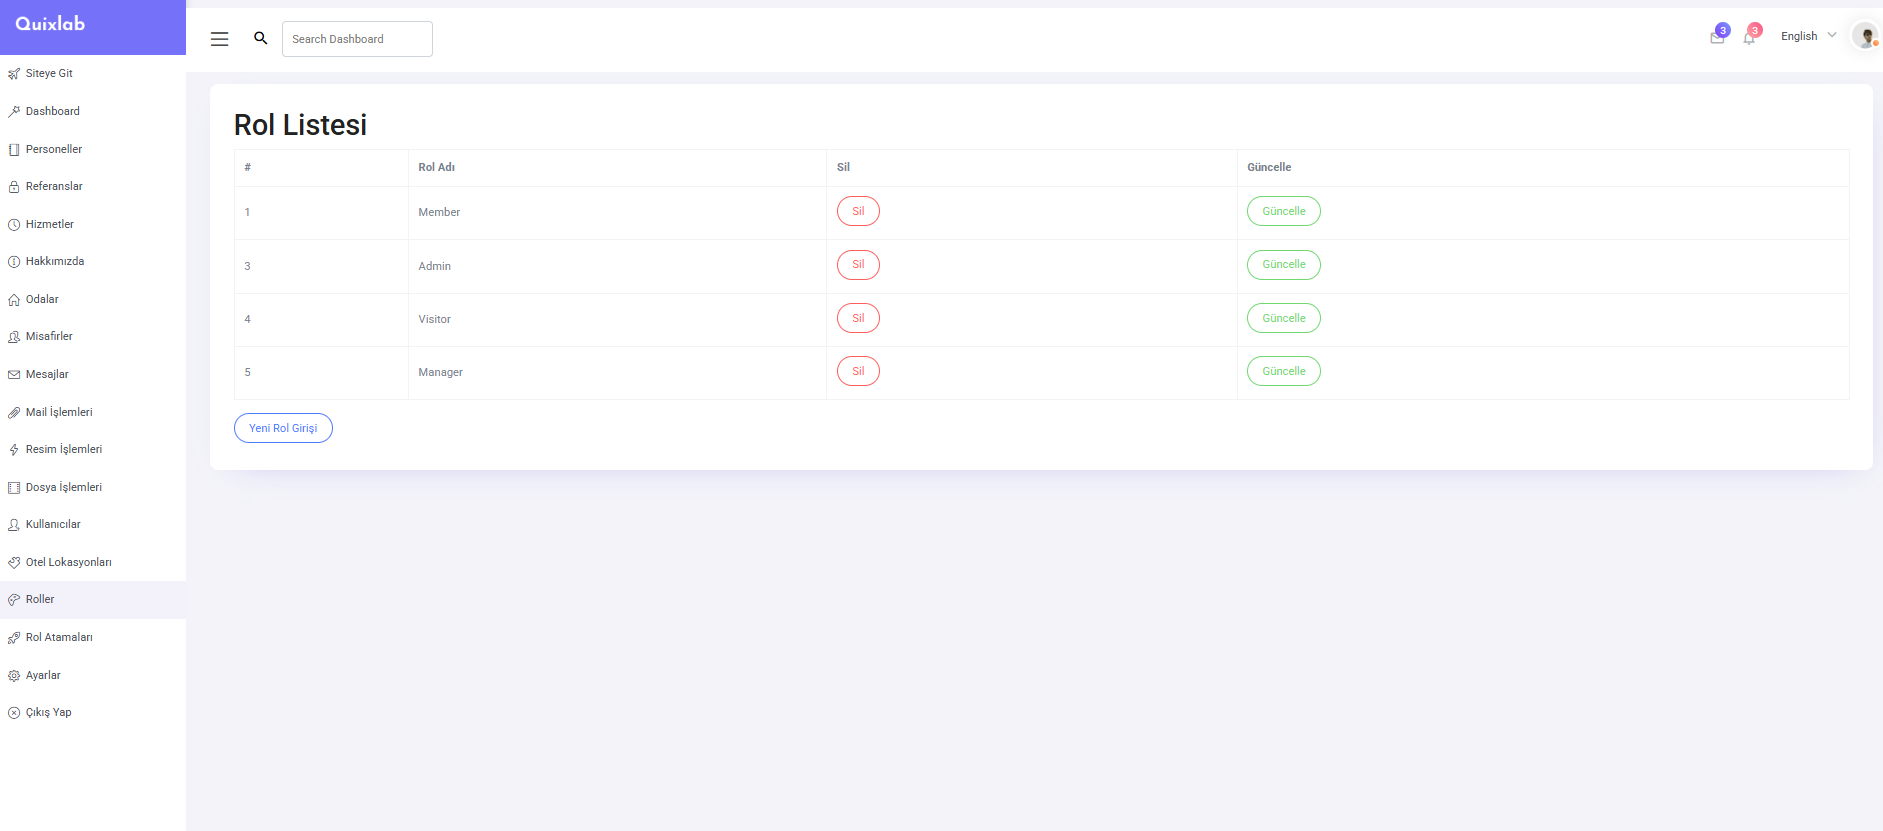 Quixlab
Search Dashboard
3
3
English
Siteye Git
Dashboard
Personeller
Referanslar
Hizmetler
Hakkımızda
Odalar
Misafirler
Mesajlar
Mail İşlemleri
Resim İşlemleri
Dosya İşlemleri
Kullanıcılar
Otel Lokasyonları
Roller
Rol Atamaları
Ayarlar
Çıkış Yap
Rol Listesi
# Rol Adı Sil Güncelle
1 Member Sil Güncelle
3 Admin Sil Güncelle
4 Visitor Sil Güncelle
5 Manager Sil Güncelle
Yeni Rol Girişi